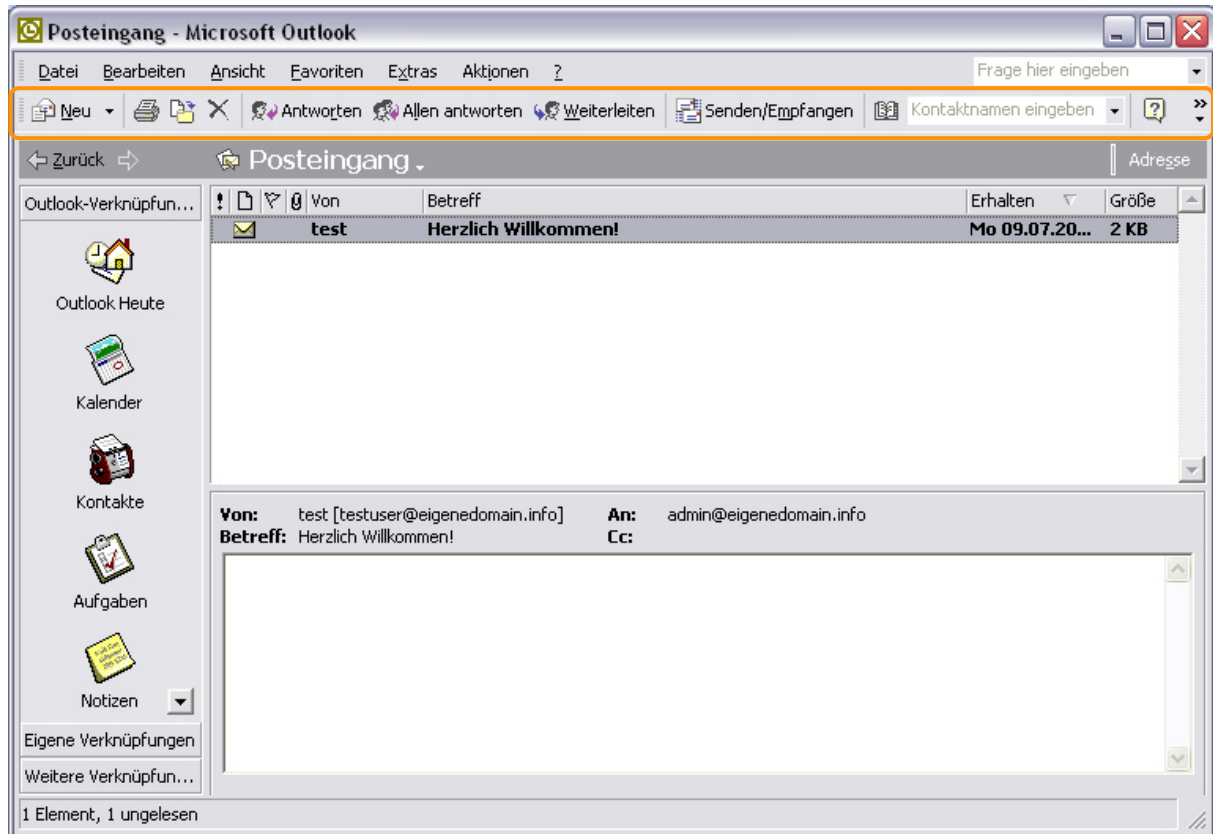 Posteingang - Microsoft Outlook
Datei Bearbeiten Ansicht Favoriten Extras Aktionen ? Frage hier eingeben
Neu Antworten Allen antworten Weiterleiten Senden/Empfangen Kontaktnamen eingeben
Zurück Posteingang Adresse
Outlook-Verknüpfun... Von Betreff Erhalten Größe
test Herzlich Willkommen! Mo 09.07.20... 2 KB
Outlook Heute
Kalender
Kontakte
Aufgaben
Notizen
Eigene Verknüpfungen
Weitere Verknüpfun...
Von: test [testuser@eigenedomain.info] An: admin@eigenedomain.info
Betreff: Herzlich Willkommen! Cc:
1 Element, 1 ungelesen